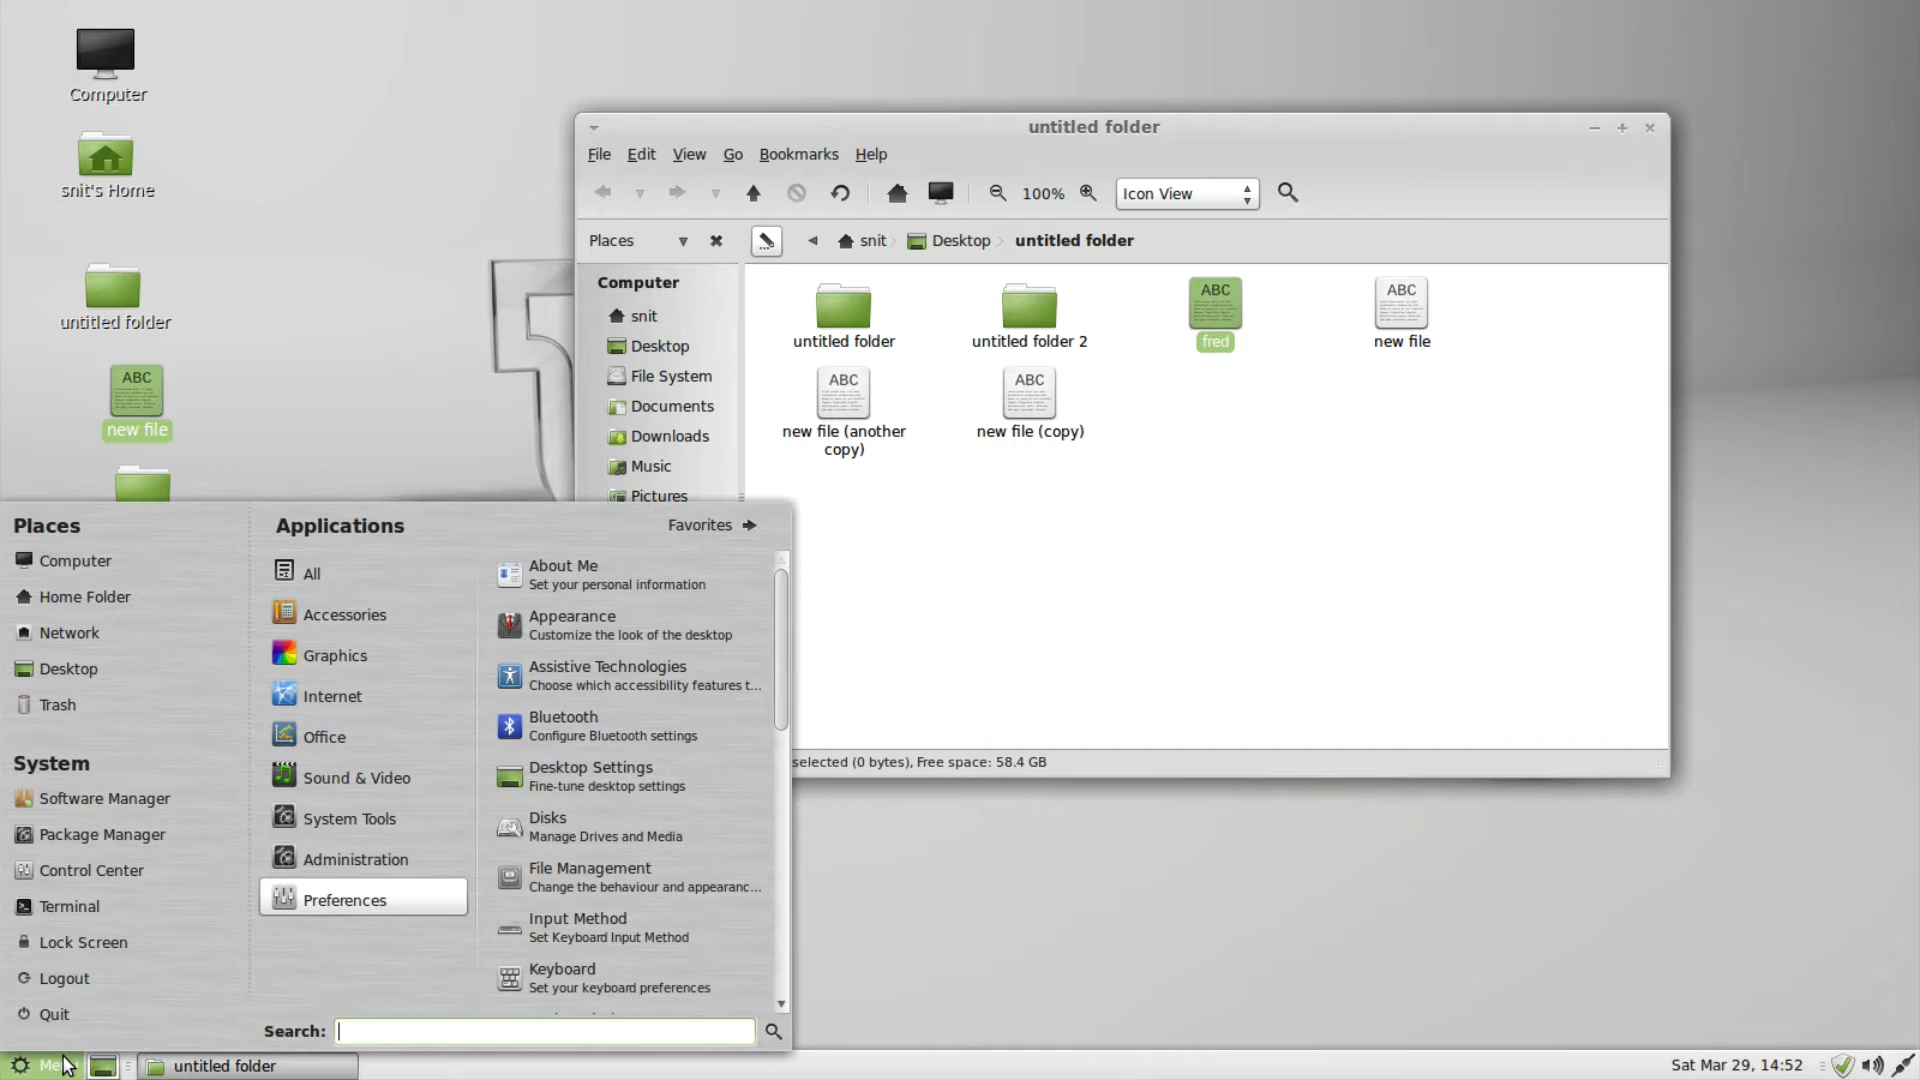 Computer
snit's Home
untitled folder
ABC
new file
untitled folder
File Edit View Go Bookmarks Help
100% Icon View
Places snit Desktop untitled folder
Computer
snit
Desktop
File System
Documents
Downloads
Music
Pictures
untitled folder
untitled folder 2
ABC
fred
ABC
new file
ABC
new file (another
copy)
ABC
new file (copy)
selected (0 bytes), Free space: 58.4 GB
Places
Computer
Home Folder
Network
Desktop
Trash
System
Software Manager
Package Manager
Control Center
Terminal
Lock Screen
Logout
Quit
Applications
Favorites
All
Accessories
Graphics
Internet
Office
Sound & Video
System Tools
Administration
Preferences
About Me
Set your personal information
Appearance
Customize the look of the desktop
Assistive Technologies
Choose which accessibility features t...
Bluetooth
Configure Bluetooth settings
Desktop Settings
Fine-tune desktop settings
Disks
Manage Drives and Media
File Management
Change the behaviour and appearanc...
Input Method
Set Keyboard Input Method
Keyboard
Set your keyboard preferences
Search:
untitled folder
Sat Mar 29, 14:52